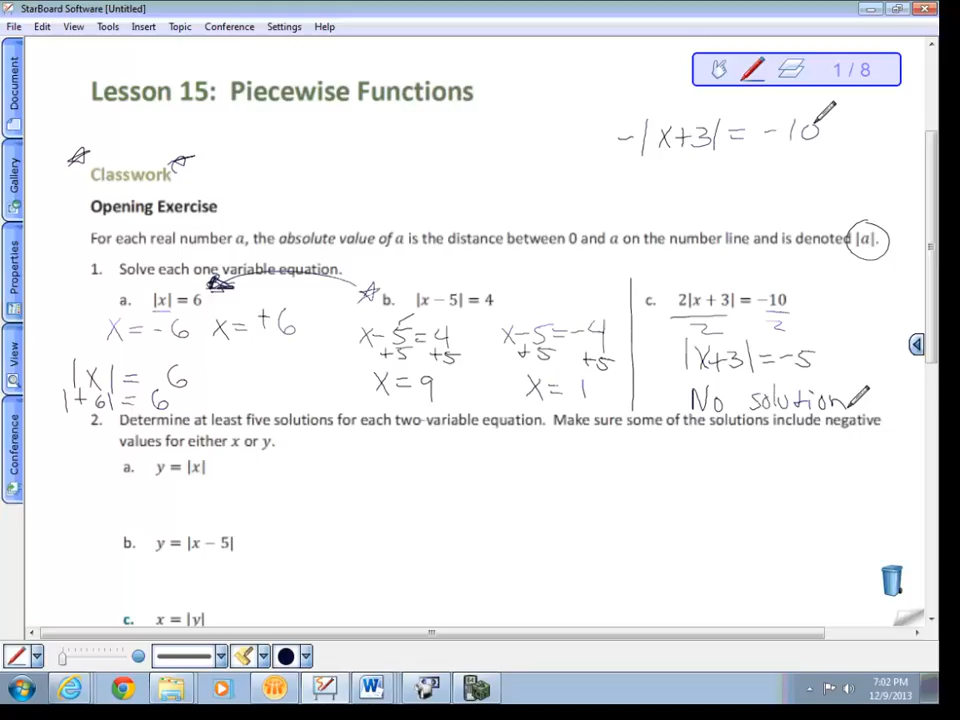 StarBoard Software [Untitled]
File Edit View Tools Insert Topic Conference Settings Help
Document
Gallery
Properties
View
Conference
1 / 8
Lesson 15: Piecewise Functions
-|x+3| = -10
Classwork
Opening Exercise
For each real number a, the absolute value of a is the distance between 0 and a on the number line and is denoted |a|.
1. Solve each one variable equation.
a. |x| = 6
x = -6 x = +6
|x| = 6
|+6| = 6
b. |x − 5| = 4
x-5=4 x-5=-4
+5 +5 +5 +5
x = 9 x = 1
c. 2|x + 3| = −10
2 2
|x+3| = -5
No solution
2. Determine at least five solutions for each two-variable equation. Make sure some of the solutions include negative
values for either x or y.
a. y = |x|
b. y = |x − 5|
c. x = |y|
7:02 PM
12/9/2013